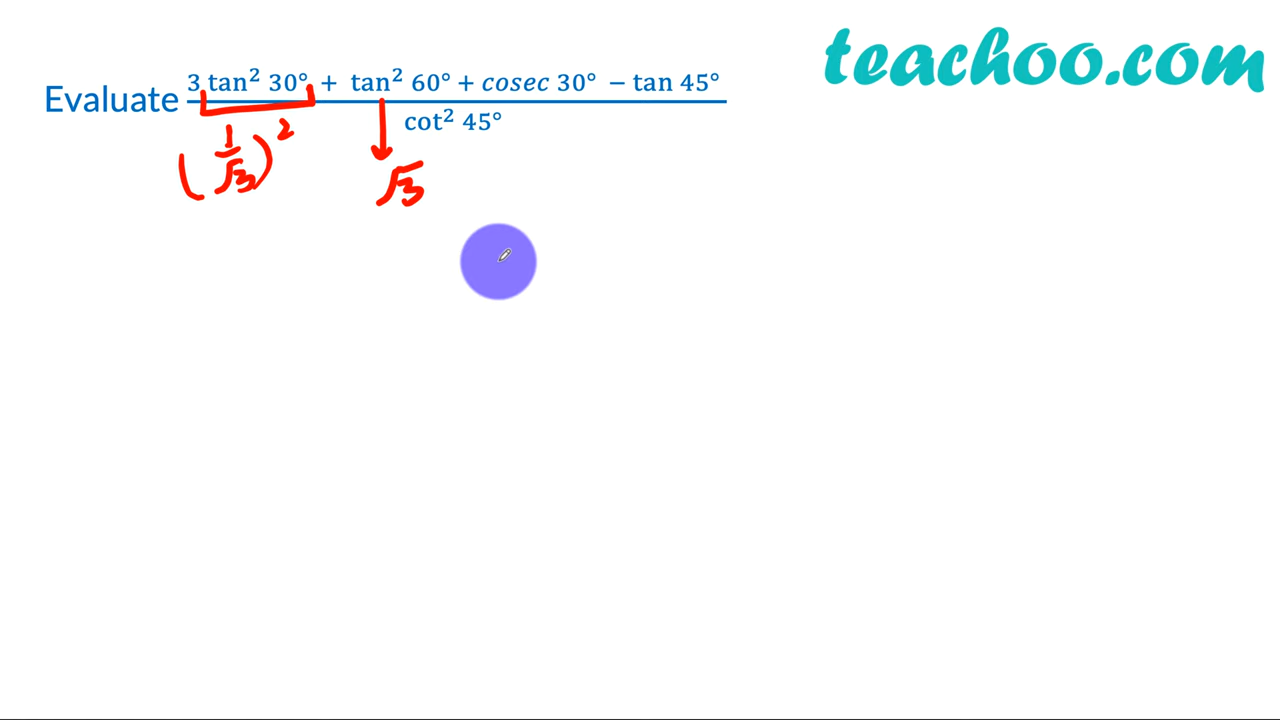 teachoo.com
Evaluate (3 tan² 30° + tan² 60° + cosec 30° − tan 45°) / (cot² 45°)
(1/√3)² √3